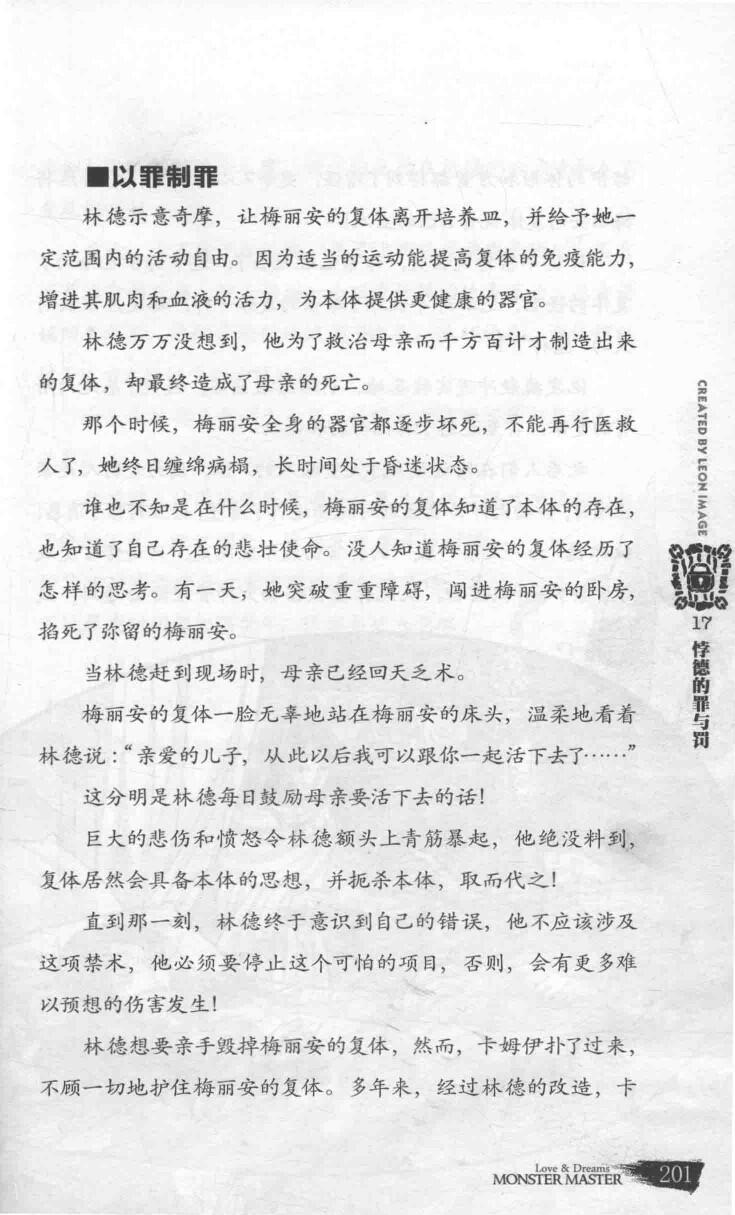 ■以罪制罪
林德示意奇摩，让梅丽安的复体离开培养皿，并给予她一
定范围内的活动自由。因为适当的运动能提高复体的免疫能力，
增进其肌肉和血液的活力，为本体提供更健康的器官。
林德万万没想到，他为了救治母亲而千方百计才制造出来
的复体，却最终造成了母亲的死亡。
那个时候，梅丽安全身的器官都逐步坏死，不能再行医救
人了，她终日缠绵病榻，长时间处于昏迷状态。
谁也不知是在什么时候，梅丽安的复体知道了本体的存在，
也知道了自己存在的悲壮使命。没人知道梅丽安的复体经历了
怎样的思考。有一天，她突破重重障碍，闯进梅丽安的卧房，
掐死了弥留的梅丽安。
当林德赶到现场时，母亲已经回天乏术。
梅丽安的复体一脸无辜地站在梅丽安的床头，温柔地看着
林德说：“亲爱的儿子，从此以后我可以跟你一起活下去了……”
这分明是林德每日鼓励母亲要活下去的话！
巨大的悲伤和愤怒令林德额头上青筋暴起，他绝没料到，
复体居然会具备本体的思想，并扼杀本体，取而代之！
直到那一刻，林德终于意识到自己的错误，他不应该涉及
这项禁术，他必须要停止这个可怕的项目，否则，会有更多难
以预想的伤害发生！
林德想要亲手毁掉梅丽安的复体，然而，卡姆伊扑了过来，
不顾一切地护住梅丽安的复体。多年来，经过林德的改造，卡
CREATED BY LEON IMAGE
17
悖德的罪与罚
Love & Dreams
MONSTER MASTER
201